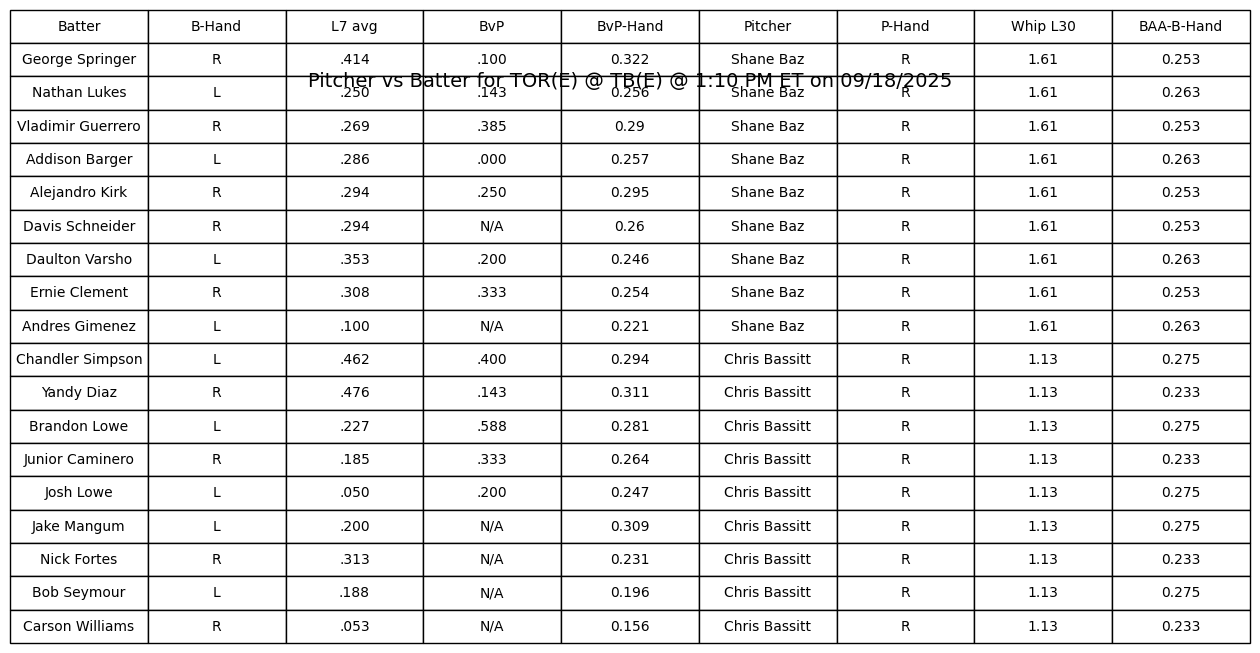 Batter B-Hand L7 avg BvP BvP-Hand Pitcher P-Hand Whip L30 BAA-B-Hand
George Springer R .414 .100 0.322 Shane Baz R 1.61 0.253
Pitcher vs Batter for TOR(E) @ TB(E) @ 1:10 PM ET on 09/18/2025
Nathan Lukes L .250 .143 0.256 Shane Baz R 1.61 0.263
Vladimir Guerrero R .269 .385 0.29 Shane Baz R 1.61 0.253
Addison Barger L .286 .000 0.257 Shane Baz R 1.61 0.263
Alejandro Kirk R .294 .250 0.295 Shane Baz R 1.61 0.253
Davis Schneider R .294 N/A 0.26 Shane Baz R 1.61 0.253
Daulton Varsho L .353 .200 0.246 Shane Baz R 1.61 0.263
Ernie Clement R .308 .333 0.254 Shane Baz R 1.61 0.253
Andres Gimenez L .100 N/A 0.221 Shane Baz R 1.61 0.263
Chandler Simpson L .462 .400 0.294 Chris Bassitt R 1.13 0.275
Yandy Diaz R .476 .143 0.311 Chris Bassitt R 1.13 0.233
Brandon Lowe L .227 .588 0.281 Chris Bassitt R 1.13 0.275
Junior Caminero R .185 .333 0.264 Chris Bassitt R 1.13 0.233
Josh Lowe L .050 .200 0.247 Chris Bassitt R 1.13 0.275
Jake Mangum L .200 N/A 0.309 Chris Bassitt R 1.13 0.275
Nick Fortes R .313 N/A 0.231 Chris Bassitt R 1.13 0.233
Bob Seymour L .188 N/A 0.196 Chris Bassitt R 1.13 0.275
Carson Williams R .053 N/A 0.156 Chris Bassitt R 1.13 0.233